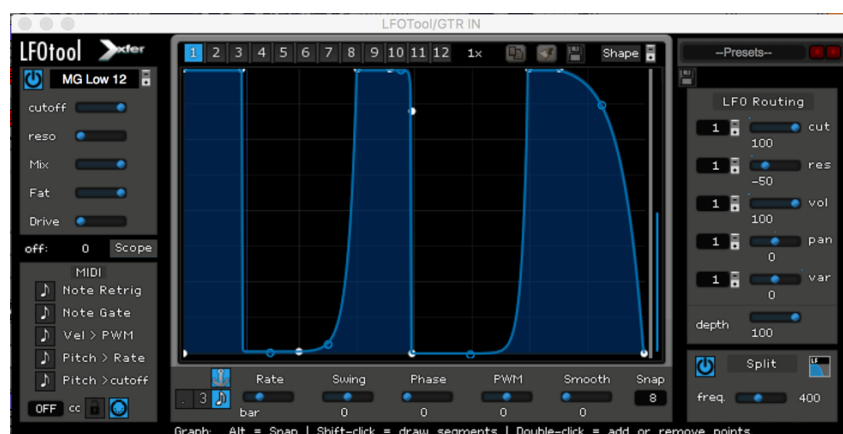 LFOTool/GTR IN
LFOtool xfer
1 2 3 4 5 6 7 8 9 10 11 12 1x Shape
--Presets--
MG Low 12
cutoff
reso
Mix
Fat
Drive
off: 0 Scope
MIDI
Note Retrig
Note Gate
Vel > PWM
Pitch > Rate
Pitch >cutoff
OFF cc
LFO Routing
1 cut
100
1 res
-50
1 vol
100
1 pan
0
1 var
0
depth
100
Split LF
freq. 400
Rate Swing Phase PWM Smooth Snap
. 3
bar 0 0 0 0 8
Graph: Alt = Snap | Shift-click = draw segments | Double-click = add or remove points